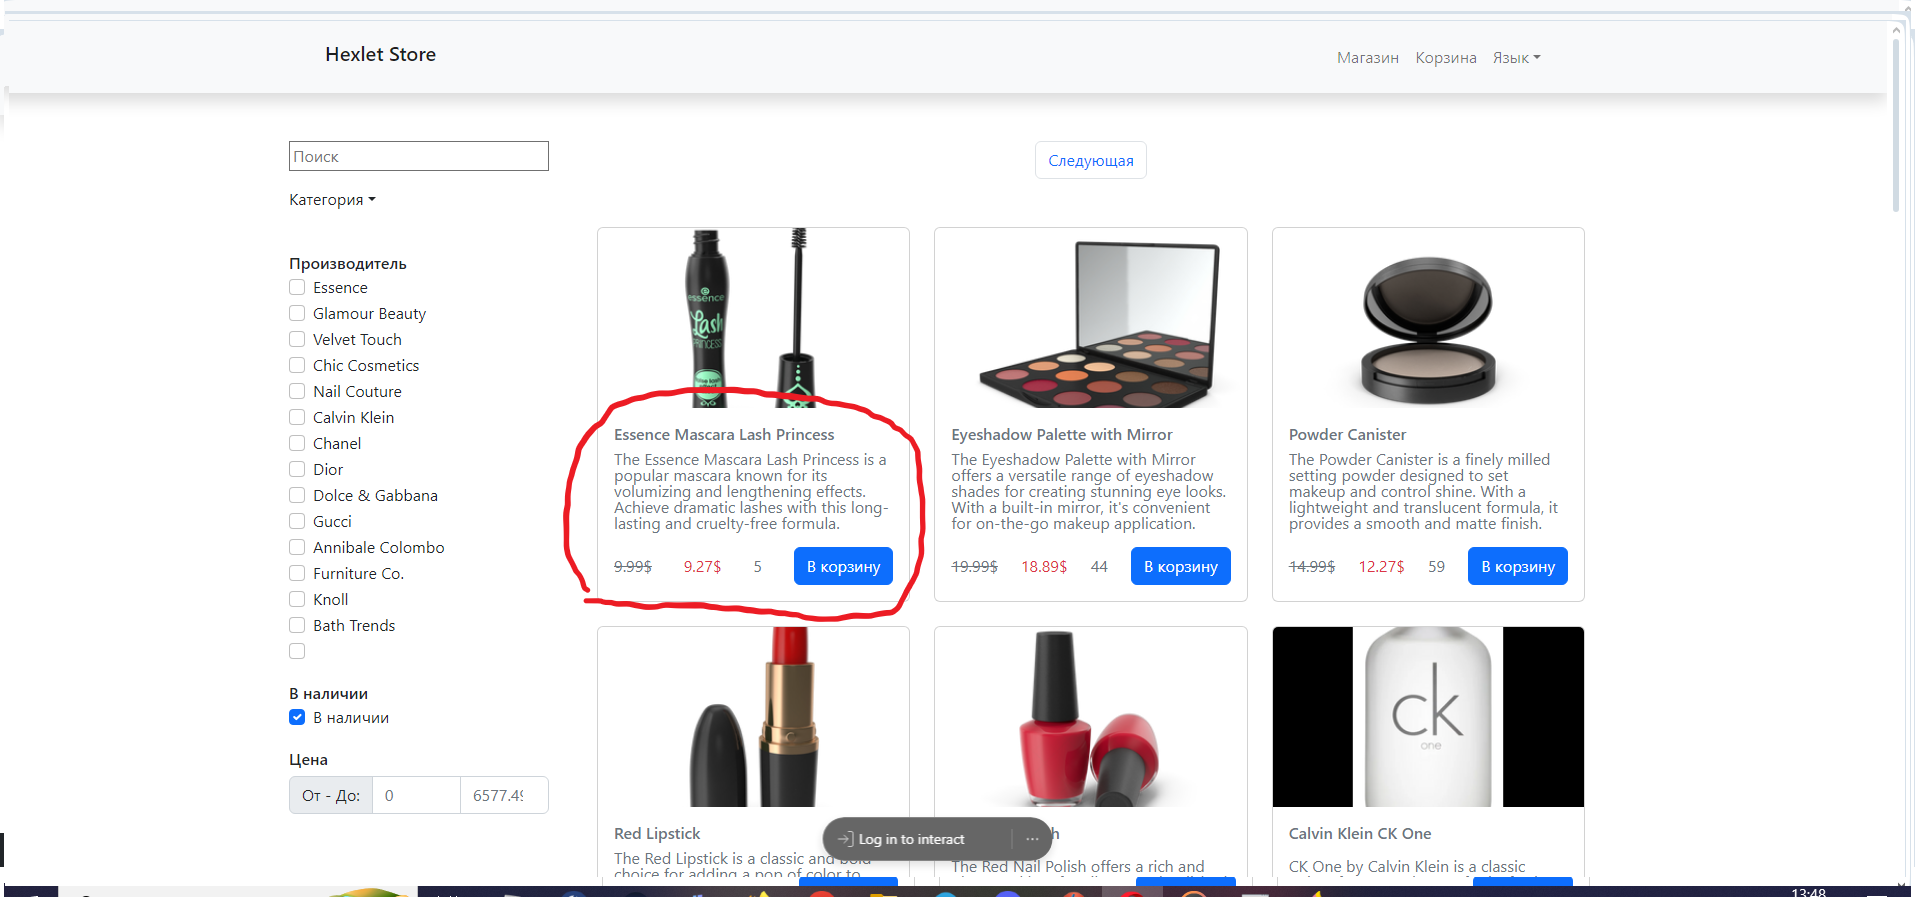 Hexlet Store
Магазин Корзина Язык
Поиск
Следующая
Категория
Производитель
Essence
Glamour Beauty
Velvet Touch
Chic Cosmetics
Nail Couture
Calvin Klein
Chanel
Dior
Dolce & Gabbana
Gucci
Annibale Colombo
Furniture Co.
Knoll
Bath Trends
В наличии
В наличии
Цена
От - До: 0 6577.49
essence
Lash
PRINCESS
Essence Mascara Lash Princess
The Essence Mascara Lash Princess is a
popular mascara known for its
volumizing and lengthening effects.
Achieve dramatic lashes with this long-
lasting and cruelty-free formula.
9.99$ 9.27$ 5 В корзину
Eyeshadow Palette with Mirror
The Eyeshadow Palette with Mirror
offers a versatile range of eyeshadow
shades for creating stunning eye looks.
With a built-in mirror, it's convenient
for on-the-go makeup application.
19.99$ 18.89$ 44 В корзину
Powder Canister
The Powder Canister is a finely milled
setting powder designed to set
makeup and control shine. With a
lightweight and translucent formula, it
provides a smooth and matte finish.
14.99$ 12.27$ 59 В корзину
Red Lipstick
The Red Lipstick is a classic and bold
choice for adding a pop of color to
The Red Nail Polish offers a rich and
ck
one
Calvin Klein CK One
CK One by Calvin Klein is a classic
Log in to interact
13:48